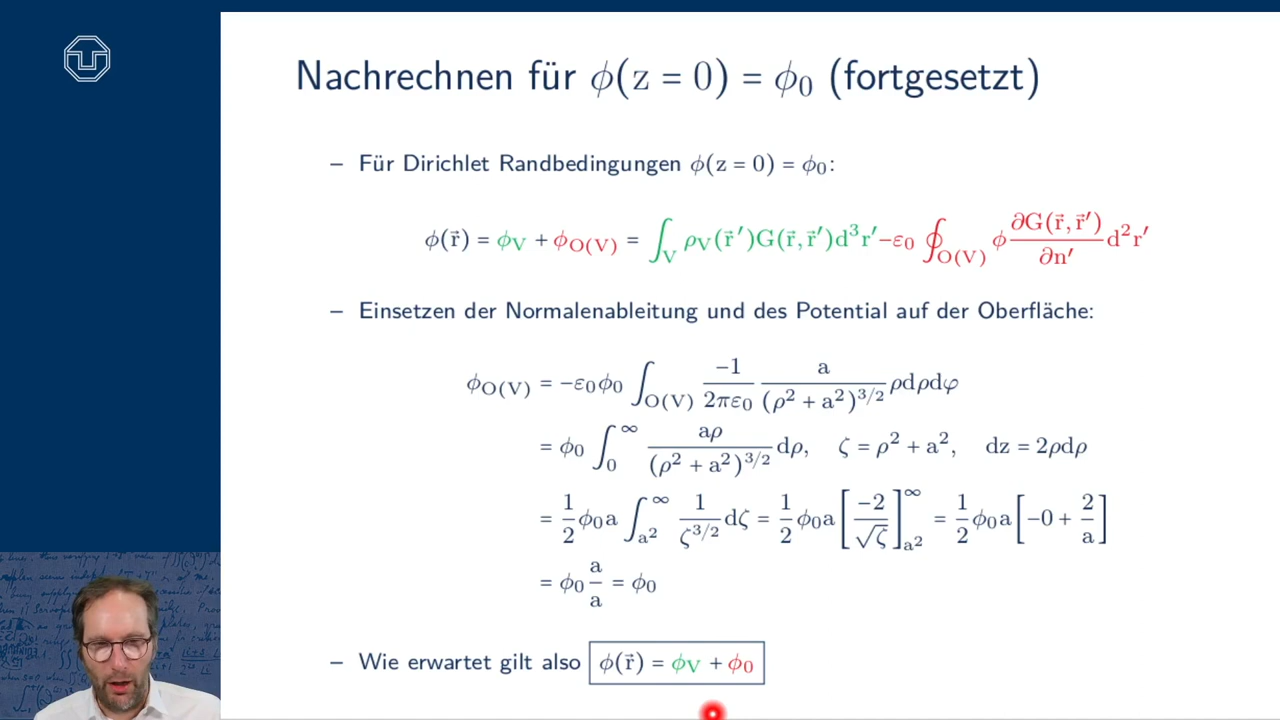 Nachrechnen für ϕ(z = 0) = ϕ₀ (fortgesetzt)
– Für Dirichlet Randbedingungen ϕ(z = 0) = ϕ₀:
ϕ(r⃗) = ϕ_V + ϕ_O(V) = ∫_V ρ_V(r⃗′)G(r⃗, r⃗′)d³r′ −ε₀ ∮_O(V) ϕ ∂G(r⃗, r⃗′)/∂n′ d²r′
– Einsetzen der Normalenableitung und des Potential auf der Oberfläche:
ϕ_O(V) = −ε₀ϕ₀ ∫_O(V) −1/(2πε₀) a/(ρ² + a²)^3/2 ρdρdφ
= ϕ₀ ∫₀^∞ aρ/(ρ² + a²)^3/2 dρ, ζ = ρ² + a², dz = 2ρdρ
= 1/2 ϕ₀a ∫_a²^∞ 1/ζ^3/2 dζ = 1/2 ϕ₀a [−2/√ζ]_a²^∞ = 1/2 ϕ₀a [−0 + 2/a]
= ϕ₀ a/a = ϕ₀
– Wie erwartet gilt also ϕ(r⃗) = ϕ_V + ϕ₀